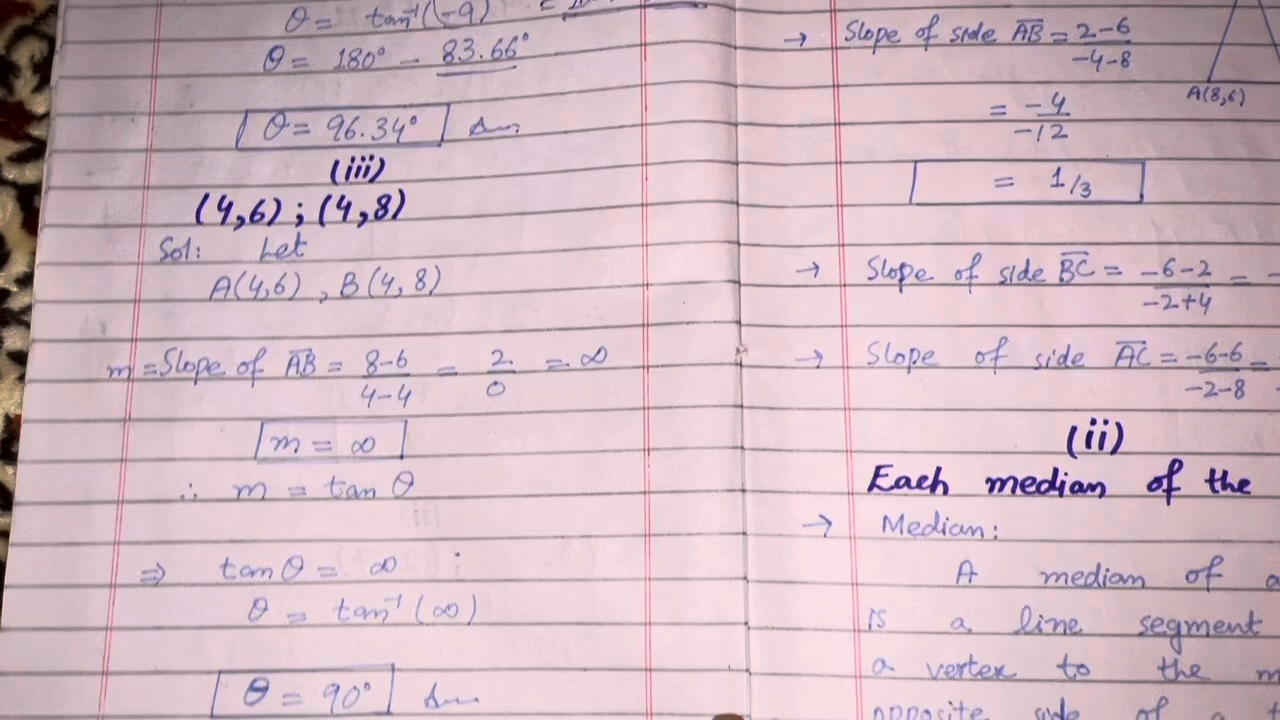 θ = tan⁻¹(-9)
θ = 180° - 83.66°
θ = 96.34° Ans
(iii)
(4,6) ; (4,8)
Sol: Let
A(4,6) , B(4,8)
m = Slope of AB = 8-6/4-4 = 2/0 = ∞
m = ∞
∴ m = tan θ
⇒ tan θ = ∞ ;
θ = tan⁻¹(∞)
θ = 90° Ans
→ Slope of side AB = 2-6/-4-8
A(8,6)
= -4/-12
= 1/3
→ Slope of side BC = -6-2/-2+4 = -
→ Slope of side AC = -6-6/-2-8 =
(ii)
Each median of the
→ Median:
A median of a
is a line segment
a vertex to the m
opposite side of a t